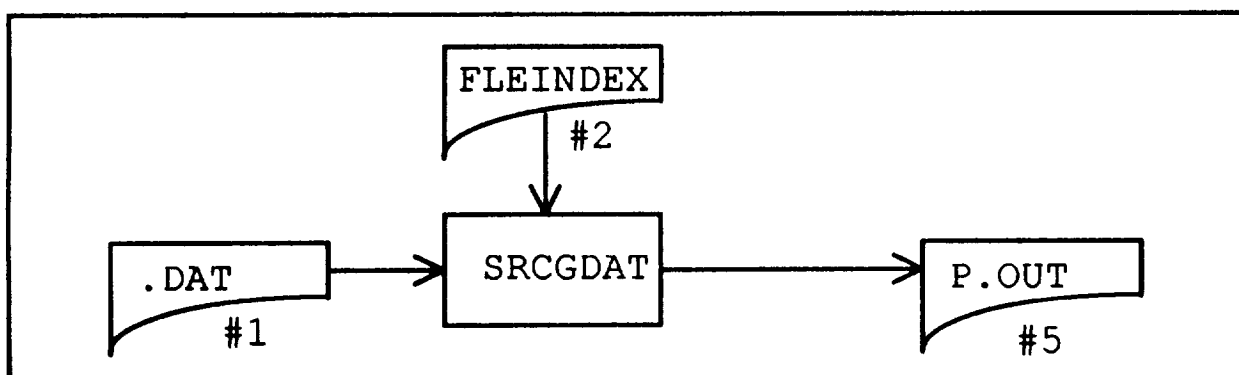 FLEINDEX
#2
SRCGDAT
.DAT
P.OUT
#1
#5